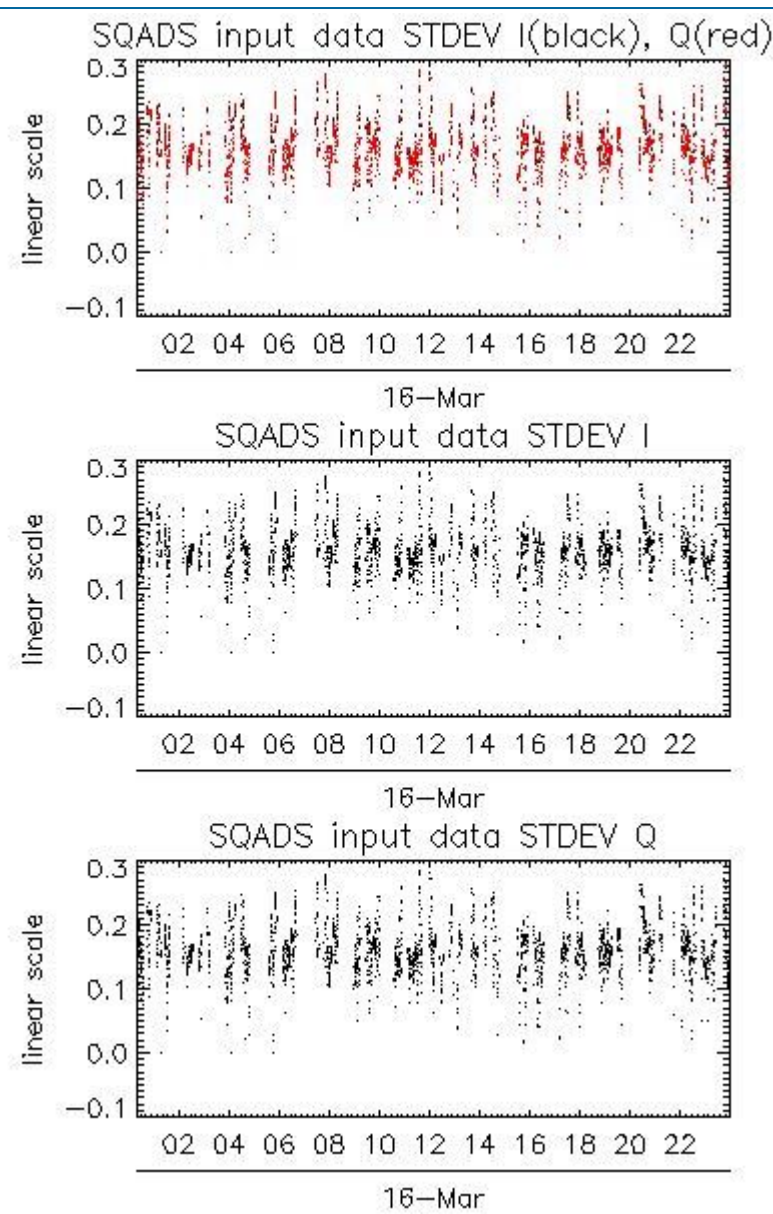 SQADS input data STDEV I(black), Q(red)
0.3
0.2
0.1
0.0
−0.1
linear scale
02 04 06 08 10 12 14 16 18 20 22
16−Mar
SQADS input data STDEV I
0.3
0.2
0.1
0.0
−0.1
linear scale
02 04 06 08 10 12 14 16 18 20 22
16−Mar
SQADS input data STDEV Q
0.3
0.2
0.1
0.0
−0.1
linear scale
02 04 06 08 10 12 14 16 18 20 22
16−Mar